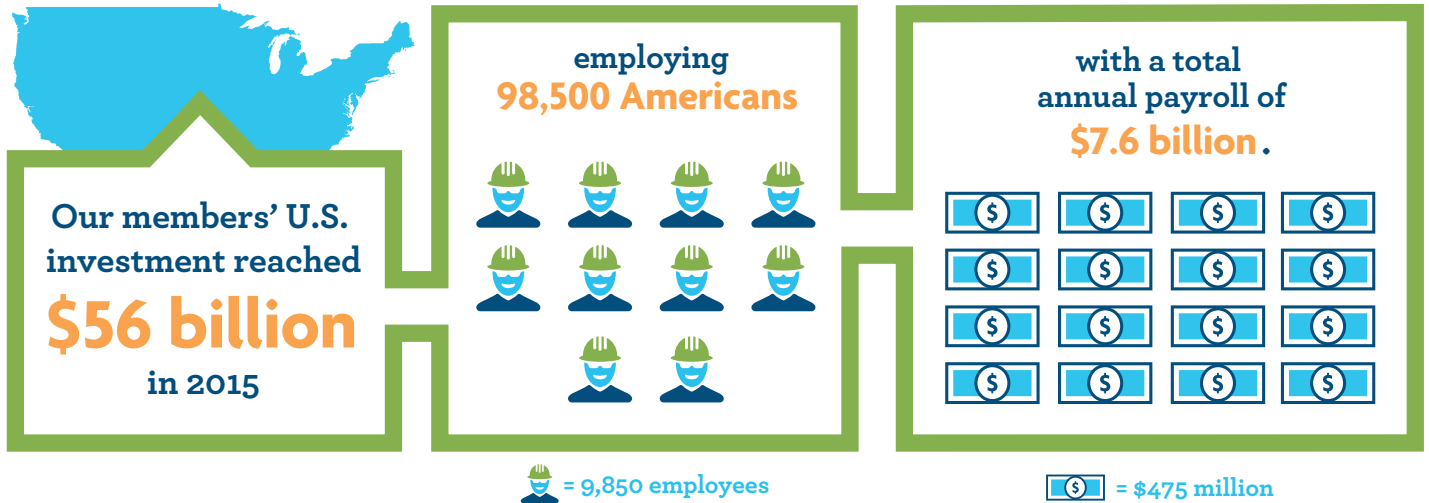 Our members’ U.S.
investment reached
$56 billion
in 2015
employing
98,500 Americans
= 9,850 employees
with a total
annual payroll of
$7.6 billion.
$ $ $ $
$ $ $ $
$ $ $ $
$ $ $ $
$ = $475 million